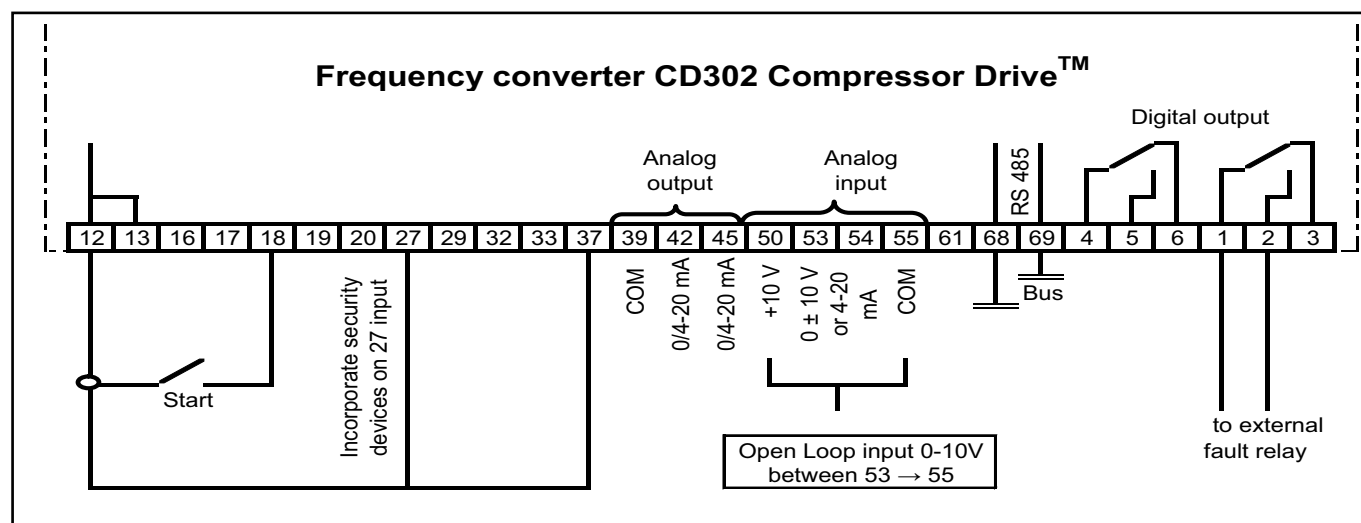 Frequency converter CD302 Compressor Drive™
Digital output
Analog
output
Analog
input
RS 485
12 13 16 17 18 19 20 27 29 32 33 37 39 42 45 50 53 54 55 61 68 69 4 5 6 1 2 3
COM
0/4-20 mA
0/4-20 mA
+10 V
0 ± 10 V
or 4-20
mA
COM
Bus
Incorporate security
devices on 27 input
Start
to external
fault relay
Open Loop input 0-10V
between 53 → 55